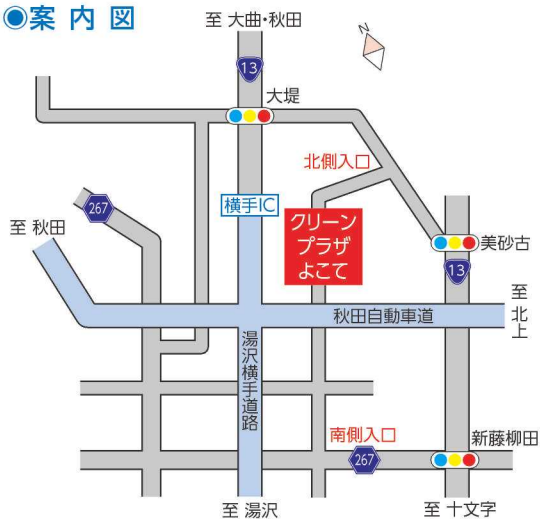 ●案内図
至 大曲・秋田
N
13
大堤
北側入口
267
横手IC
至 秋田
クリーン
プラザ
よこて
美砂古
13
秋田自動車道
至北上
湯沢横手道路
南側入口
267
新藤柳田
至 湯沢
至 十文字